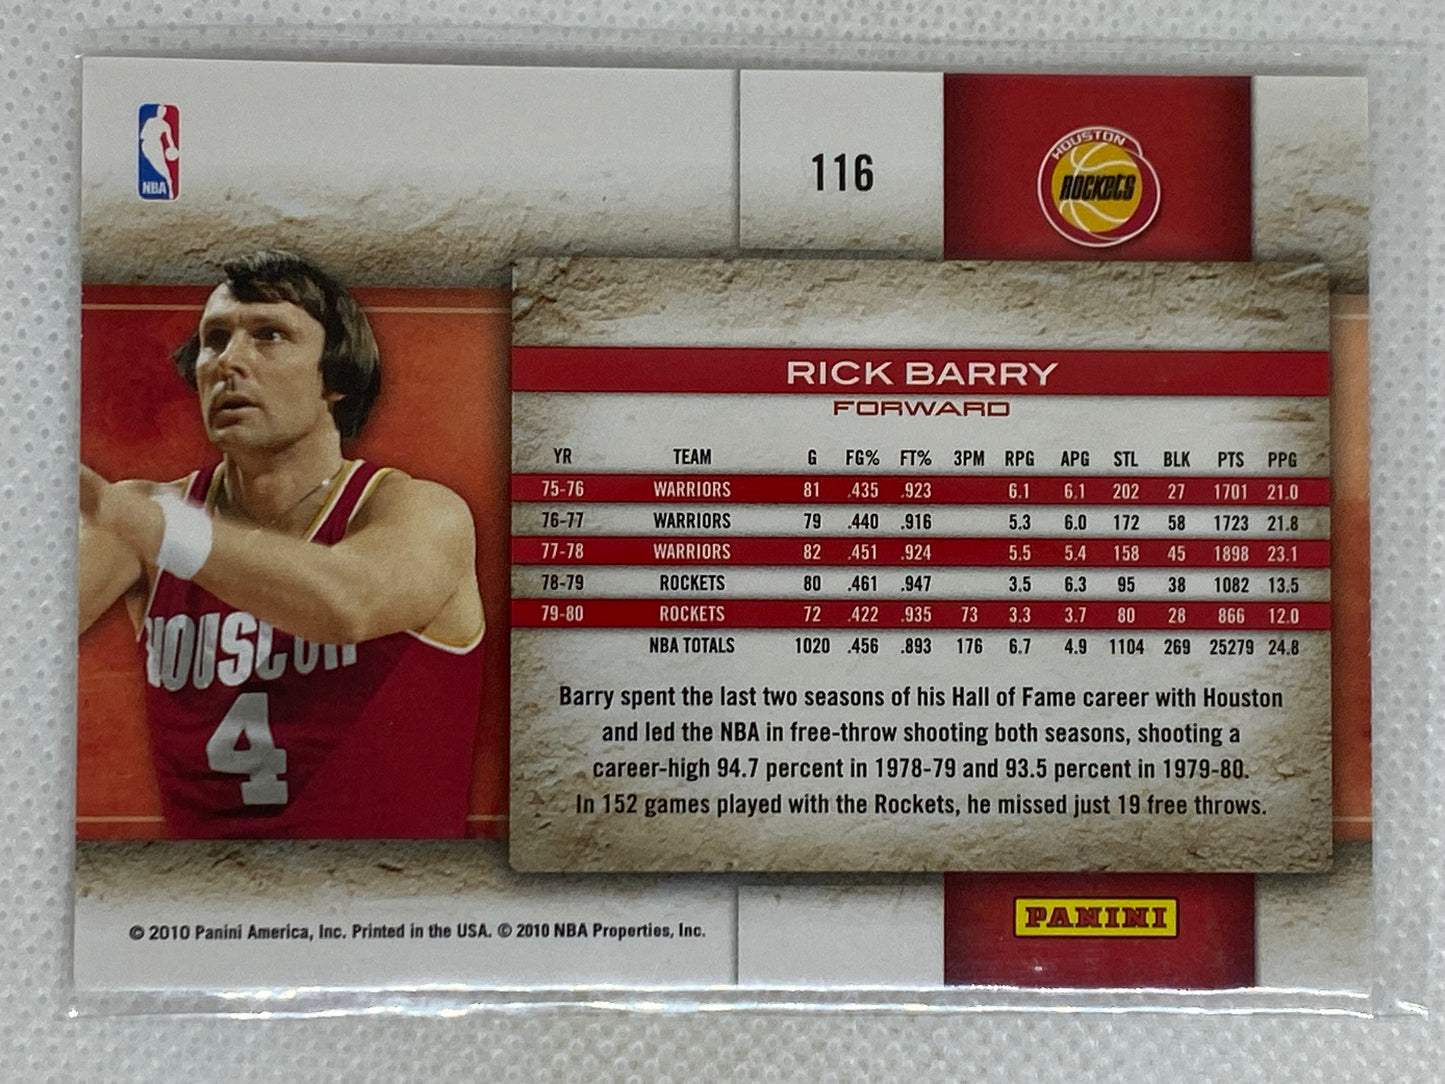 NBA
116
HOUSTON
ROCKETS
RICK BARRY
FORWARD
YR TEAM G FG% FT% 3PM RPG APG STL BLK PTS PPG
75-76 WARRIORS 81 .435 .923 6.1 6.1 202 27 1701 21.0
76-77 WARRIORS 79 .440 .916 5.3 6.0 172 58 1723 21.8
77-78 WARRIORS 82 .451 .924 5.5 5.4 158 45 1898 23.1
78-79 ROCKETS 80 .461 .947 3.5 6.3 95 38 1082 13.5
79-80 ROCKETS 72 .422 .935 73 3.3 3.7 80 28 866 12.0
NBA TOTALS 1020 .456 .893 176 6.7 4.9 1104 269 25279 24.8
Barry spent the last two seasons of his Hall of Fame career with Houston
and led the NBA in free-throw shooting both seasons, shooting a
career-high 94.7 percent in 1978-79 and 93.5 percent in 1979-80.
In 152 games played with the Rockets, he missed just 19 free throws.
HOUSTON
4
PANINI
© 2010 Panini America, Inc. Printed in the USA. © 2010 NBA Properties, Inc.